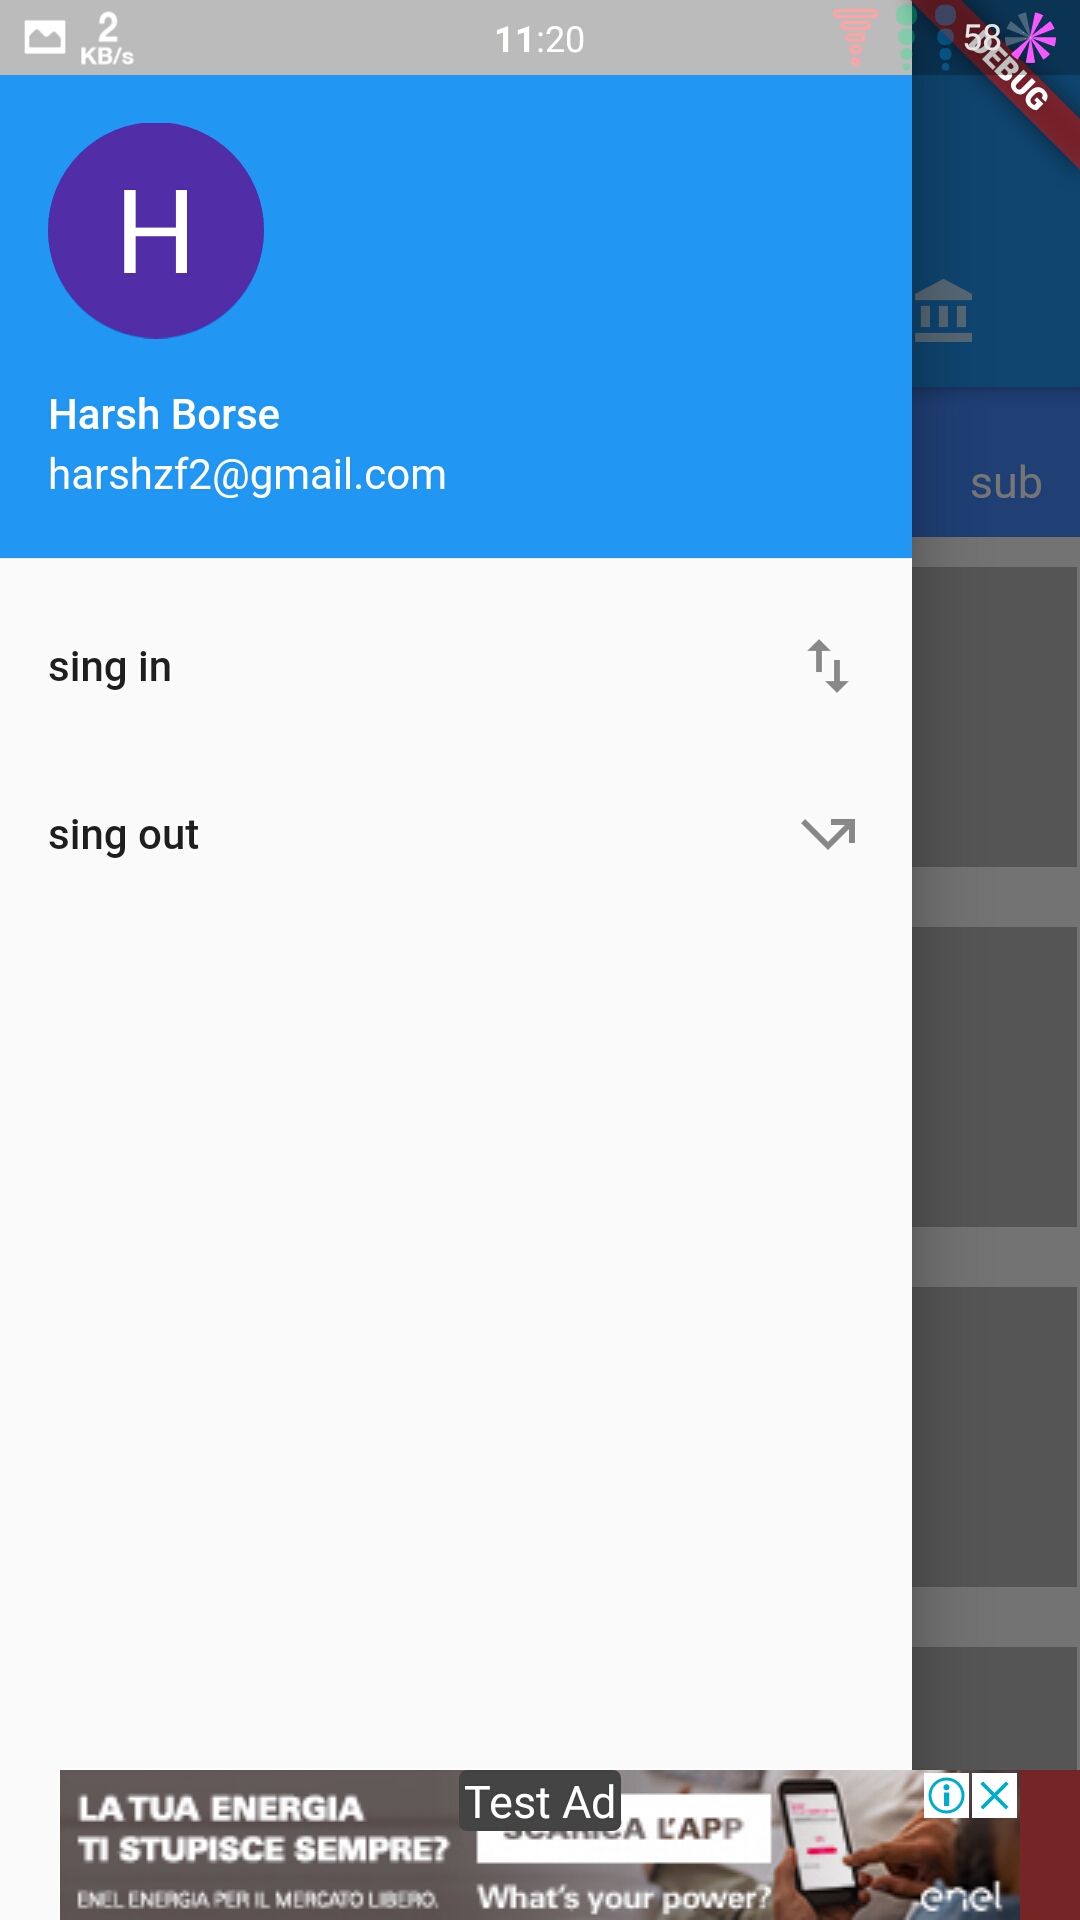 2
KB/s
11:20
58
DEBUG
H
Harsh Borse
harshzf2@gmail.com
sub
sing in
sing out
Test Ad
LA TUA ENERGIA
TI STUPISCE SEMPRE?
SCARICA L'APP
ENEL ENERGIA PER IL MERCATO LIBERO.
What's your power?
enel